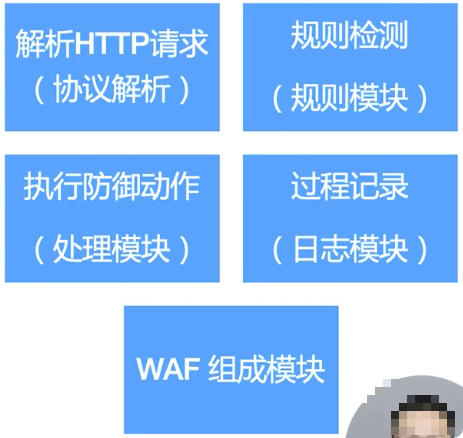 解析HTTP请求
（协议解析）
规则检测
（规则模块）
执行防御动作
（处理模块）
过程记录
（日志模块）
WAF 组成模块